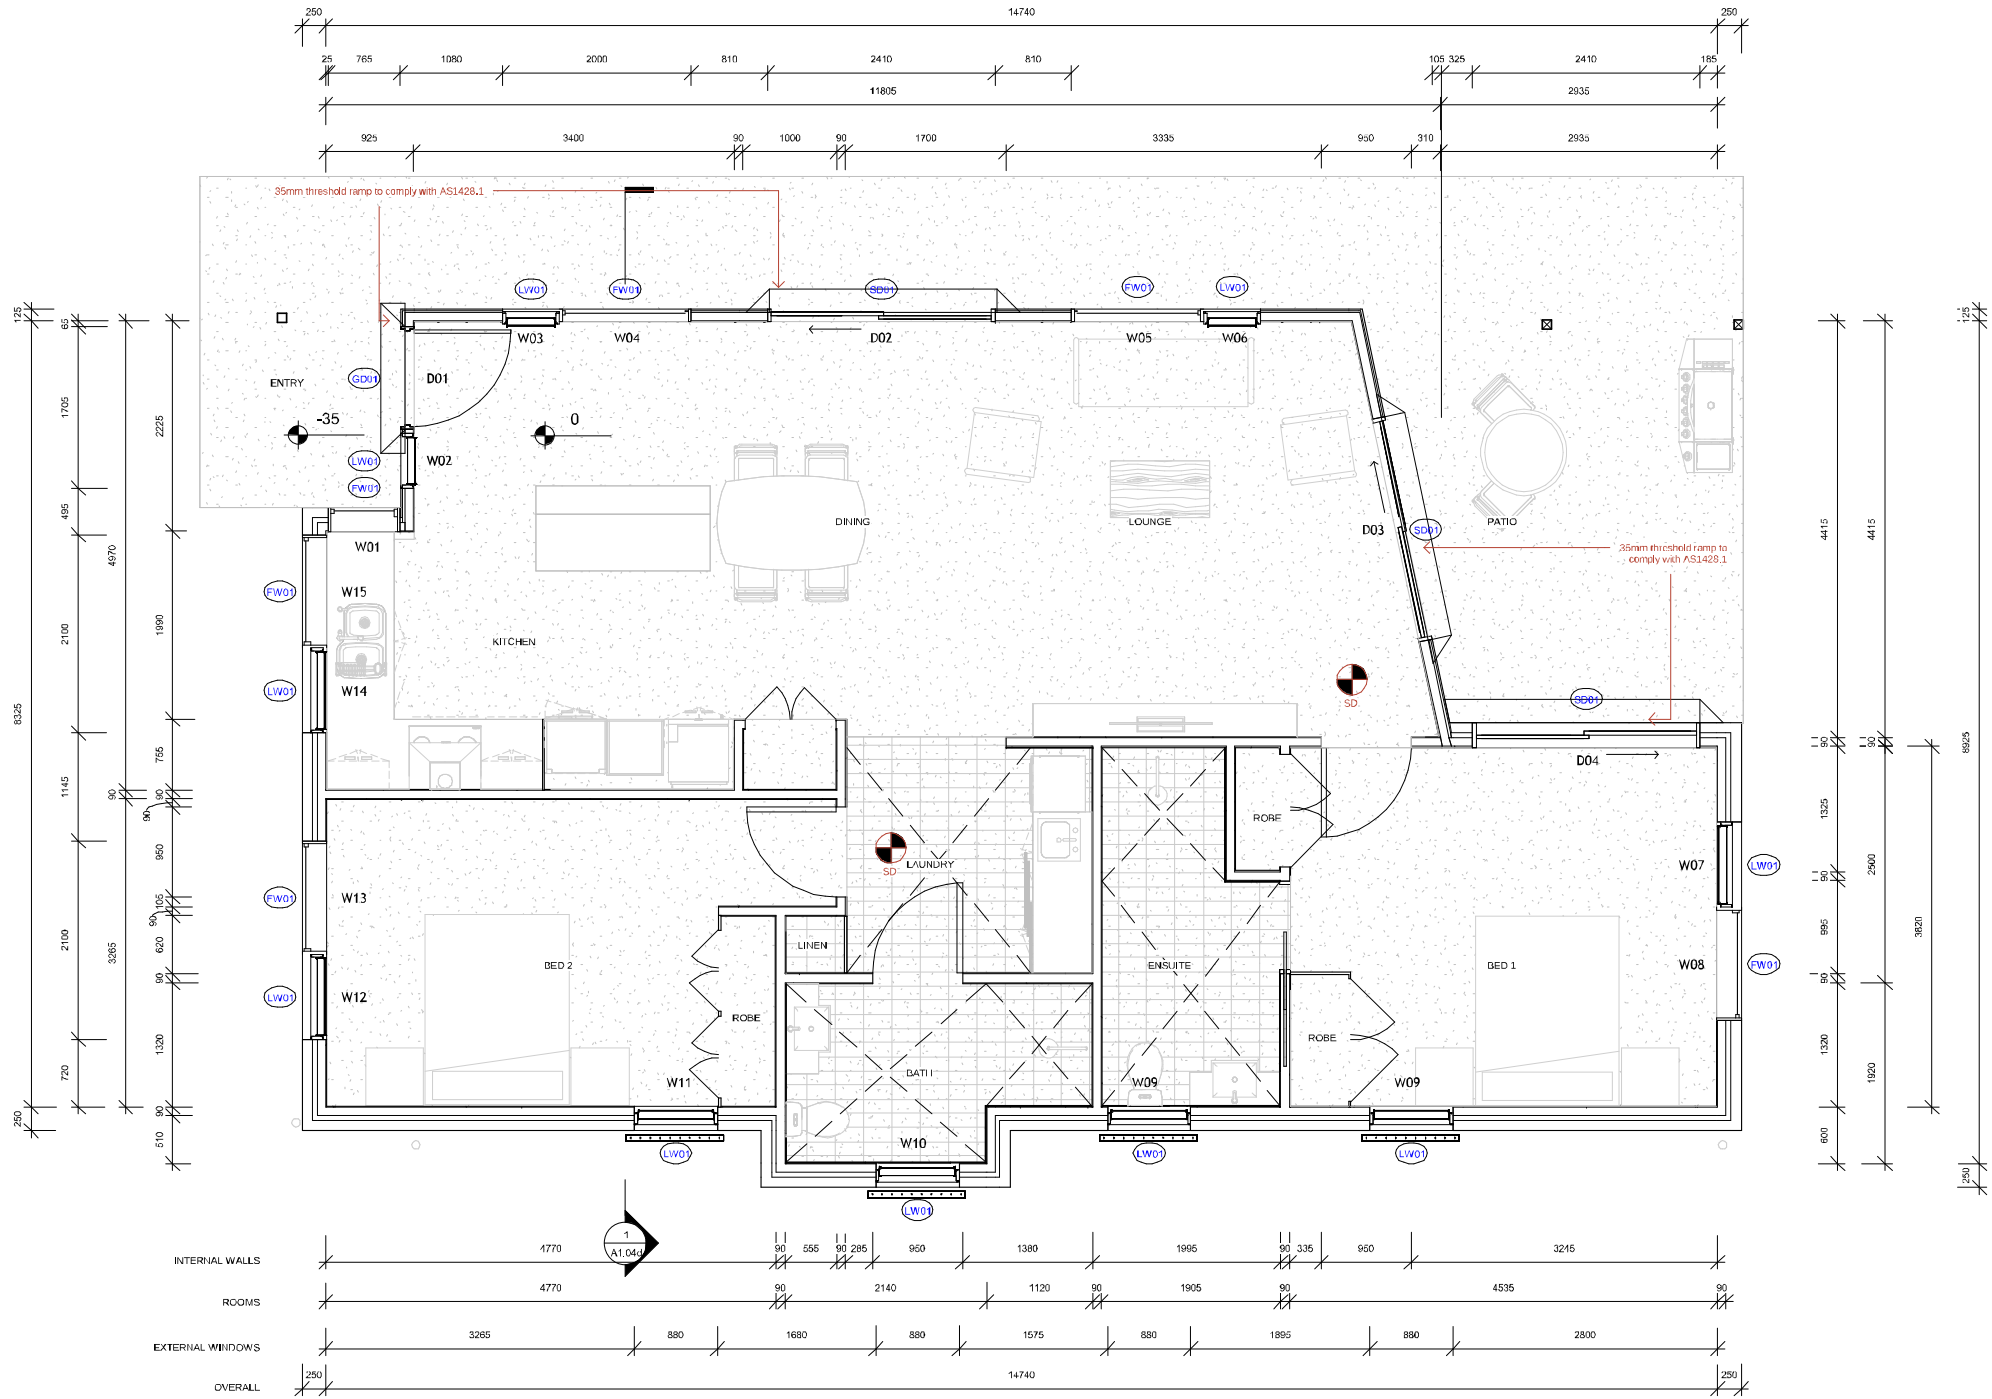 250 14740 250
25 765 1080 2000 810 2410 810 105 325 2410 185
11805 2935
925 3400 90 1000 90 1700 3335 950 310 2935
35mm threshold ramp to comply with AS1428.1
LW01 FW01 SD01 FW01 LW01
W03 W04 D02 W05 W06
ENTRY GD01 D01
-35 0
LW01 W02
FW01
DINING LOUNGE PATIO
D03 SD01
W01
35mm threshold ramp to
comply with AS1428.1
FW01 W15
KITCHEN
LW01 W14
SD
SD01
D04
ROBE
LAUNDRY
SD
W07 LW01
FW01 W13
LINEN
BED 2 ENSUITE BED 1 W08 FW01
LW01 W12
ROBE ROBE
BATH
W11 W09 W09
W10
LW01 LW01 LW01
LW01
125 8325 250
65 1705 495 2100 1145 2100 720
4970 90 3265
2225 1990 765 90 90 950 105 90 620 90 1320 90 510
4415 90 1325 90 995 90 1320 600
4415 90 2500 1920
3820
125 8925 250
1
A1.04d
INTERNAL WALLS 4770 90 555 90 285 950 1380 1995 90 335 950 3245
ROOMS 4770 90 2140 1120 90 1905 90 4535 90
EXTERNAL WINDOWS 3265 880 1680 880 1575 880 1895 880 2800
OVERALL 250 14740 250